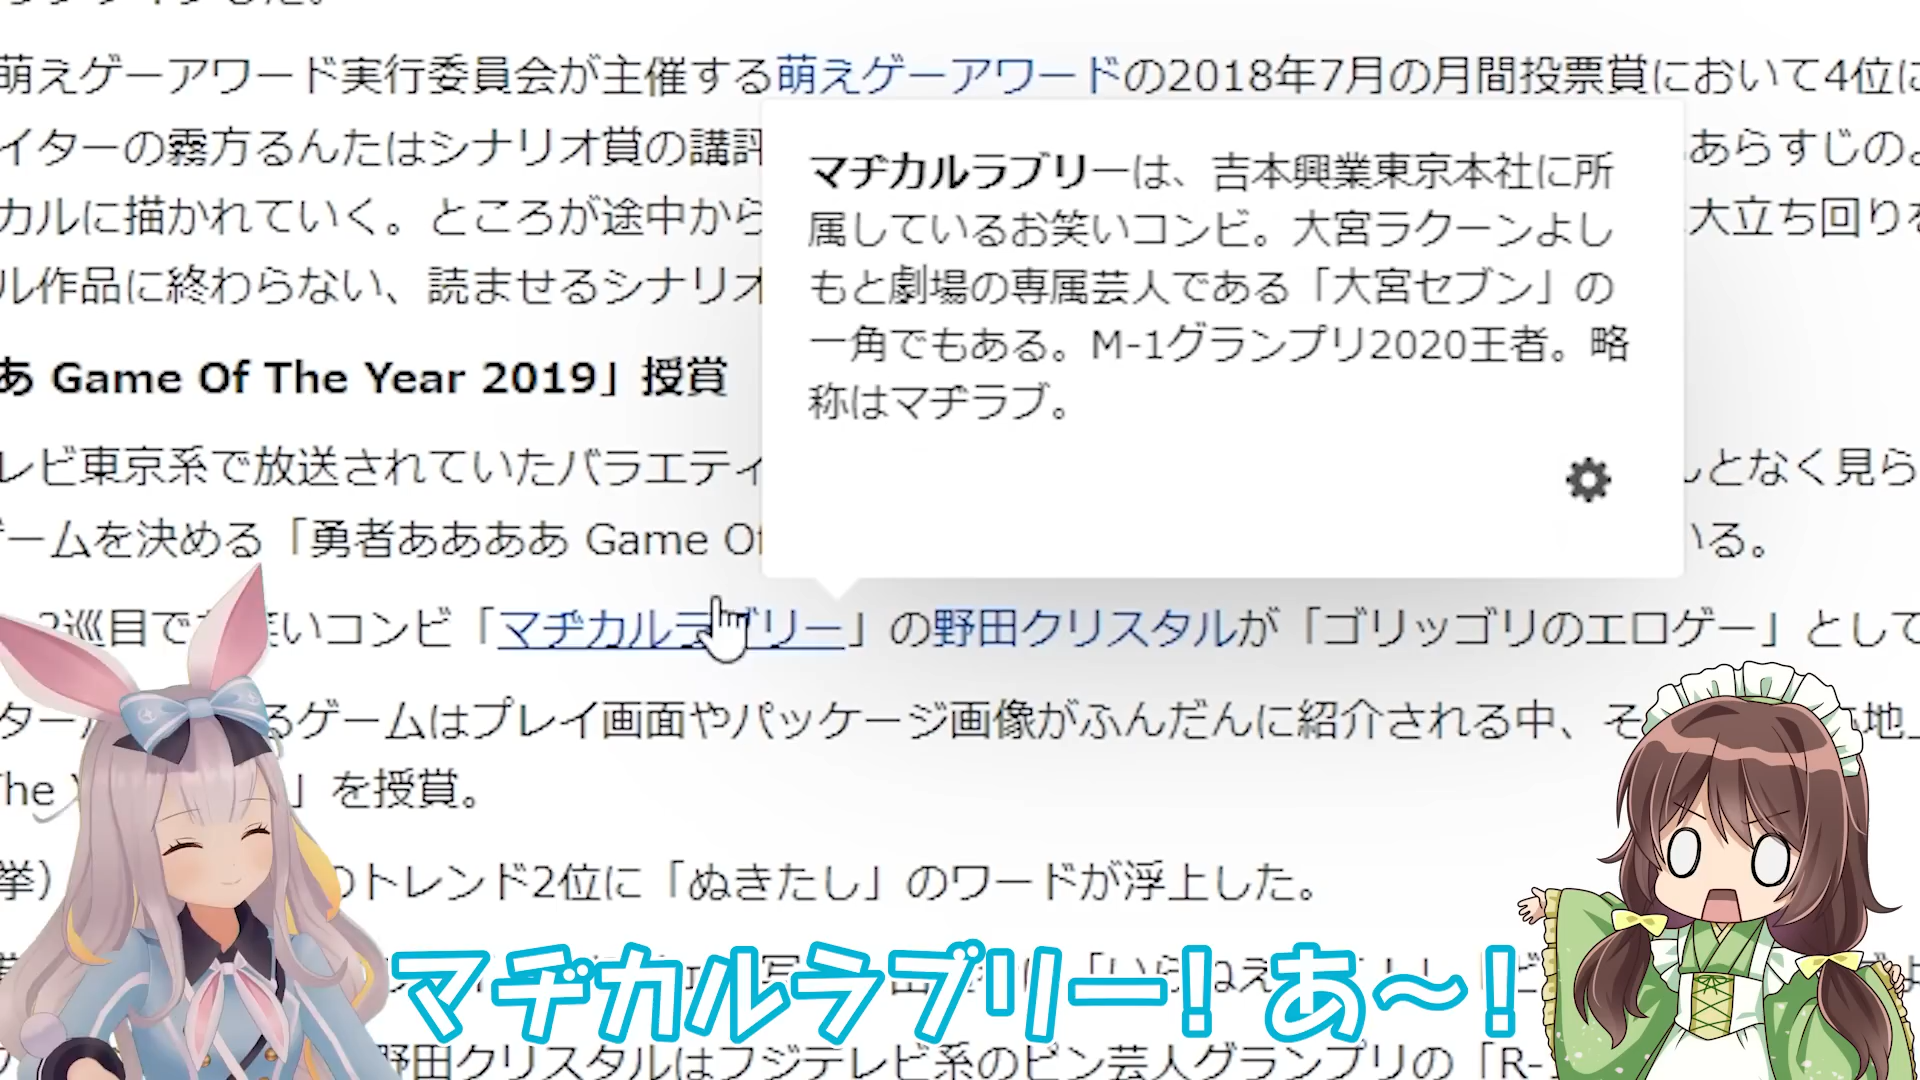 萌えゲーアワード実行委員会が主催する萌えゲーアワードの2018年7月の月間投票賞において4位に
イターの霧方るんたはシナリオ賞の講評
あらすじの
カルに描かれていく。ところが途中から
大立ち回りを
ル作品に終わらない、読ませるシナリオ
マヂカルラブリーは、吉本興業東京本社に所
属しているお笑いコンビ。大宮ラクーンよし
もと劇場の専属芸人である「大宮セブン」の
一角でもある。M-1グランプリ2020王者。略
称はマヂラブ。
あ Game Of The Year 2019」授賞
レビ東京系で放送されていたバラエティ
となく見ら
ームを決める「勇者ああああ Game Of
いる。
2巡目で 笑いコンビ「マヂカルラブリー」の野田クリスタルが「ゴリッゴリのエロゲー」として
ター るゲームはプレイ画面やパッケージ画像がふんだんに紹介される中、そ 地上
The 」を授賞。
挙) のトレンド2位に「ぬきたし」のワードが浮上した。
マヂカルラブリー!あ〜!
野田クリスタルはフジテレビ系のピン芸人グランプリの「R-